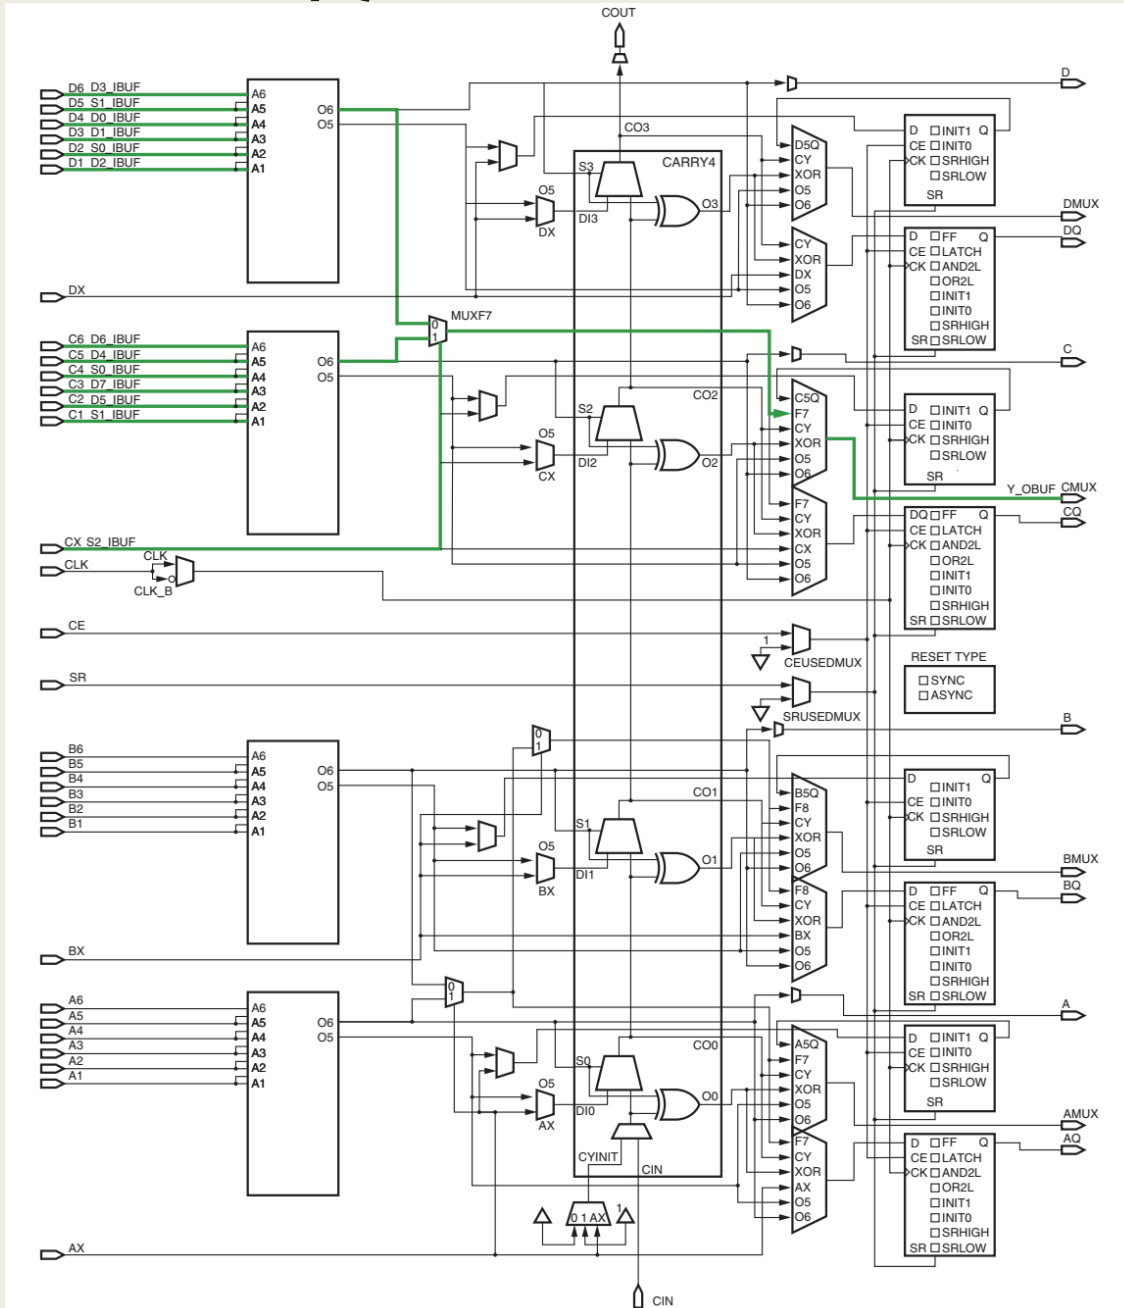 COUT
D6 D3_IBUF
D5 S1_IBUF
D4 D0_IBUF
D3 D1_IBUF
D2 S0_IBUF
D1 D2_IBUF
A6
A5
A4
A3
A2
A1
O6
O5
CO3
CARRY4
S3
O5
DX
DI3
O3
D5Q
CY
XOR
O5
O6
CY
XOR
DX
O5
O6
D INIT1 Q
CE INIT0
CK SRHIGH
SRLOW
SR
D FF Q
CE LATCH
CK AND2L
OR2L
INIT1
INIT0
SRHIGH
SR SRLOW
D
DMUX
DQ
DX
MUXF7
0
1
C6 D6_IBUF
C5 D4_IBUF
C4 S0_IBUF
C3 D7_IBUF
C2 D5_IBUF
C1 S1_IBUF
A6
A5
A4
A3
A2
A1
O6
O5
CO2
S2
O5
CX
DI2
O2
C5Q
F7
CY
XOR
O5
O6
F7
CY
XOR
CX
O5
O6
D INIT1 Q
CE INIT0
CK SRHIGH
SRLOW
SR
DQ FF Q
CE LATCH
CK AND2L
OR2L
INIT1
INIT0
SRHIGH
SR SRLOW
C
Y_OBUF CMUX
CQ
CX S2_IBUF
CLK
CLK
CLK_B
CE
1
CEUSEDMUX
SR
SRUSEDMUX
RESET TYPE
SYNC
ASYNC
B6
B5
B4
B3
B2
B1
A6
A5
A4
A3
A2
A1
O6
O5
0
1
CO1
S1
O5
BX
DI1
O1
B5Q
F8
CY
XOR
O5
O6
F8
CY
XOR
BX
O5
O6
D INIT1 Q
CE INIT0
CK SRHIGH
SRLOW
SR
D FF Q
CE LATCH
CK AND2L
OR2L
INIT1
INIT0
SRHIGH
SR SRLOW
B
BMUX
BQ
BX
0
1
A6
A5
A4
A3
A2
A1
A6
A5
A4
A3
A2
A1
O6
O5
CO0
S0
O5
AX
DI0
O0
CYINIT
CIN
0 1 AX
1
A5Q
F7
CY
XOR
O5
O6
F7
CY
XOR
AX
O5
O6
D INIT1 Q
CE INIT0
CK SRHIGH
SRLOW
SR
D FF Q
CE LATCH
CK AND2L
OR2L
INIT1
INIT0
SRHIGH
SR SRLOW
A
AMUX
AQ
AX
CIN